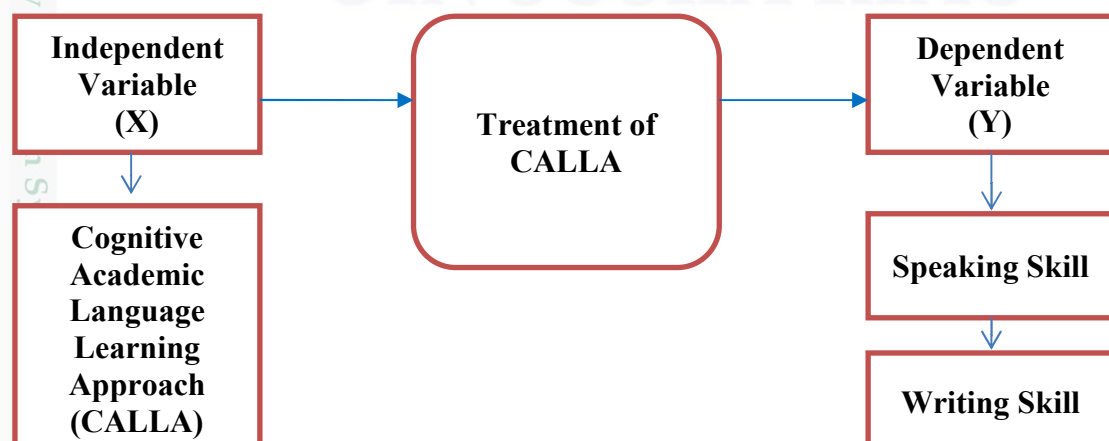 Independent
Variable
(X)
Treatment of
CALLA
Dependent
Variable
(Y)
Cognitive
Academic
Language
Learning
Approach
(CALLA)
Speaking Skill
Writing Skill